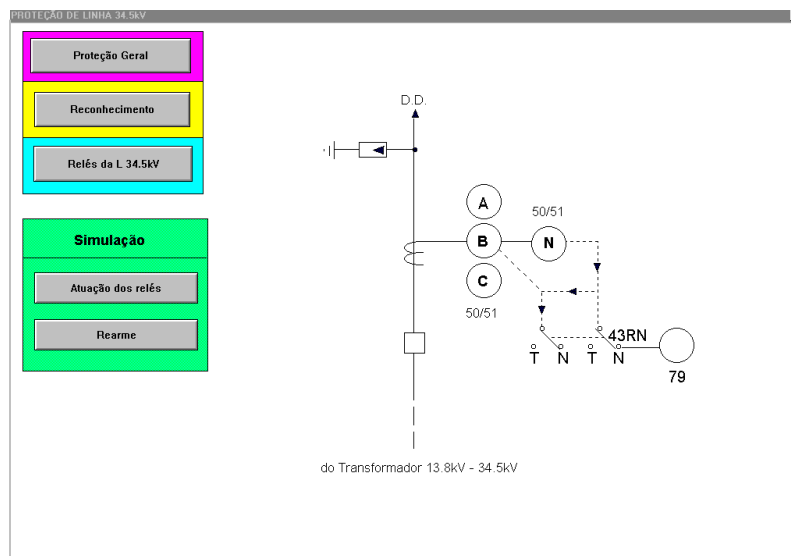 PROTEÇÃO DE LINHA 34.5kV
Proteção Geral
Reconhecimento
Relés da L 34.5kV
Simulação
Atuação dos relés
Rearme
D.D.
A
50/51
B
N
C
50/51
43RN
T N T N
79
do Transformador 13.8kV - 34.5kV